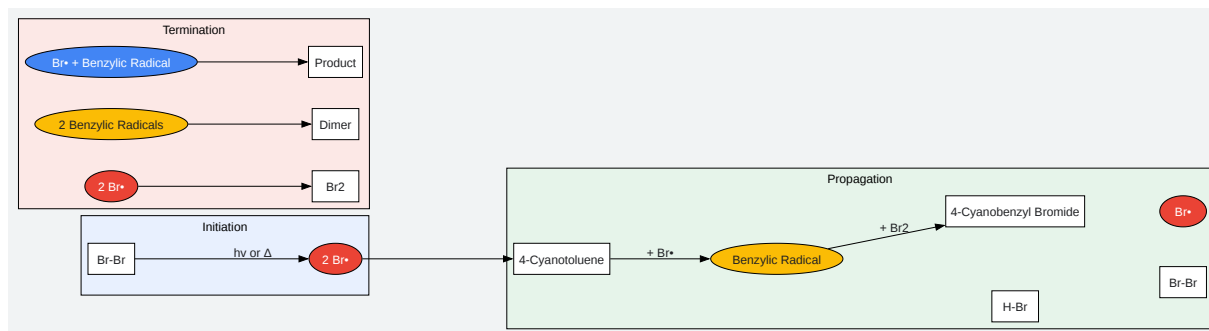 Termination
Br• + Benzylic Radical
Product
2 Benzylic Radicals
Dimer
2 Br•
Br2
Initiation
Br-Br
hν or Δ
2 Br•
Propagation
4-Cyanotoluene
+ Br•
Benzylic Radical
+ Br2
4-Cyanobenzyl Bromide
Br•
Br-Br
H-Br